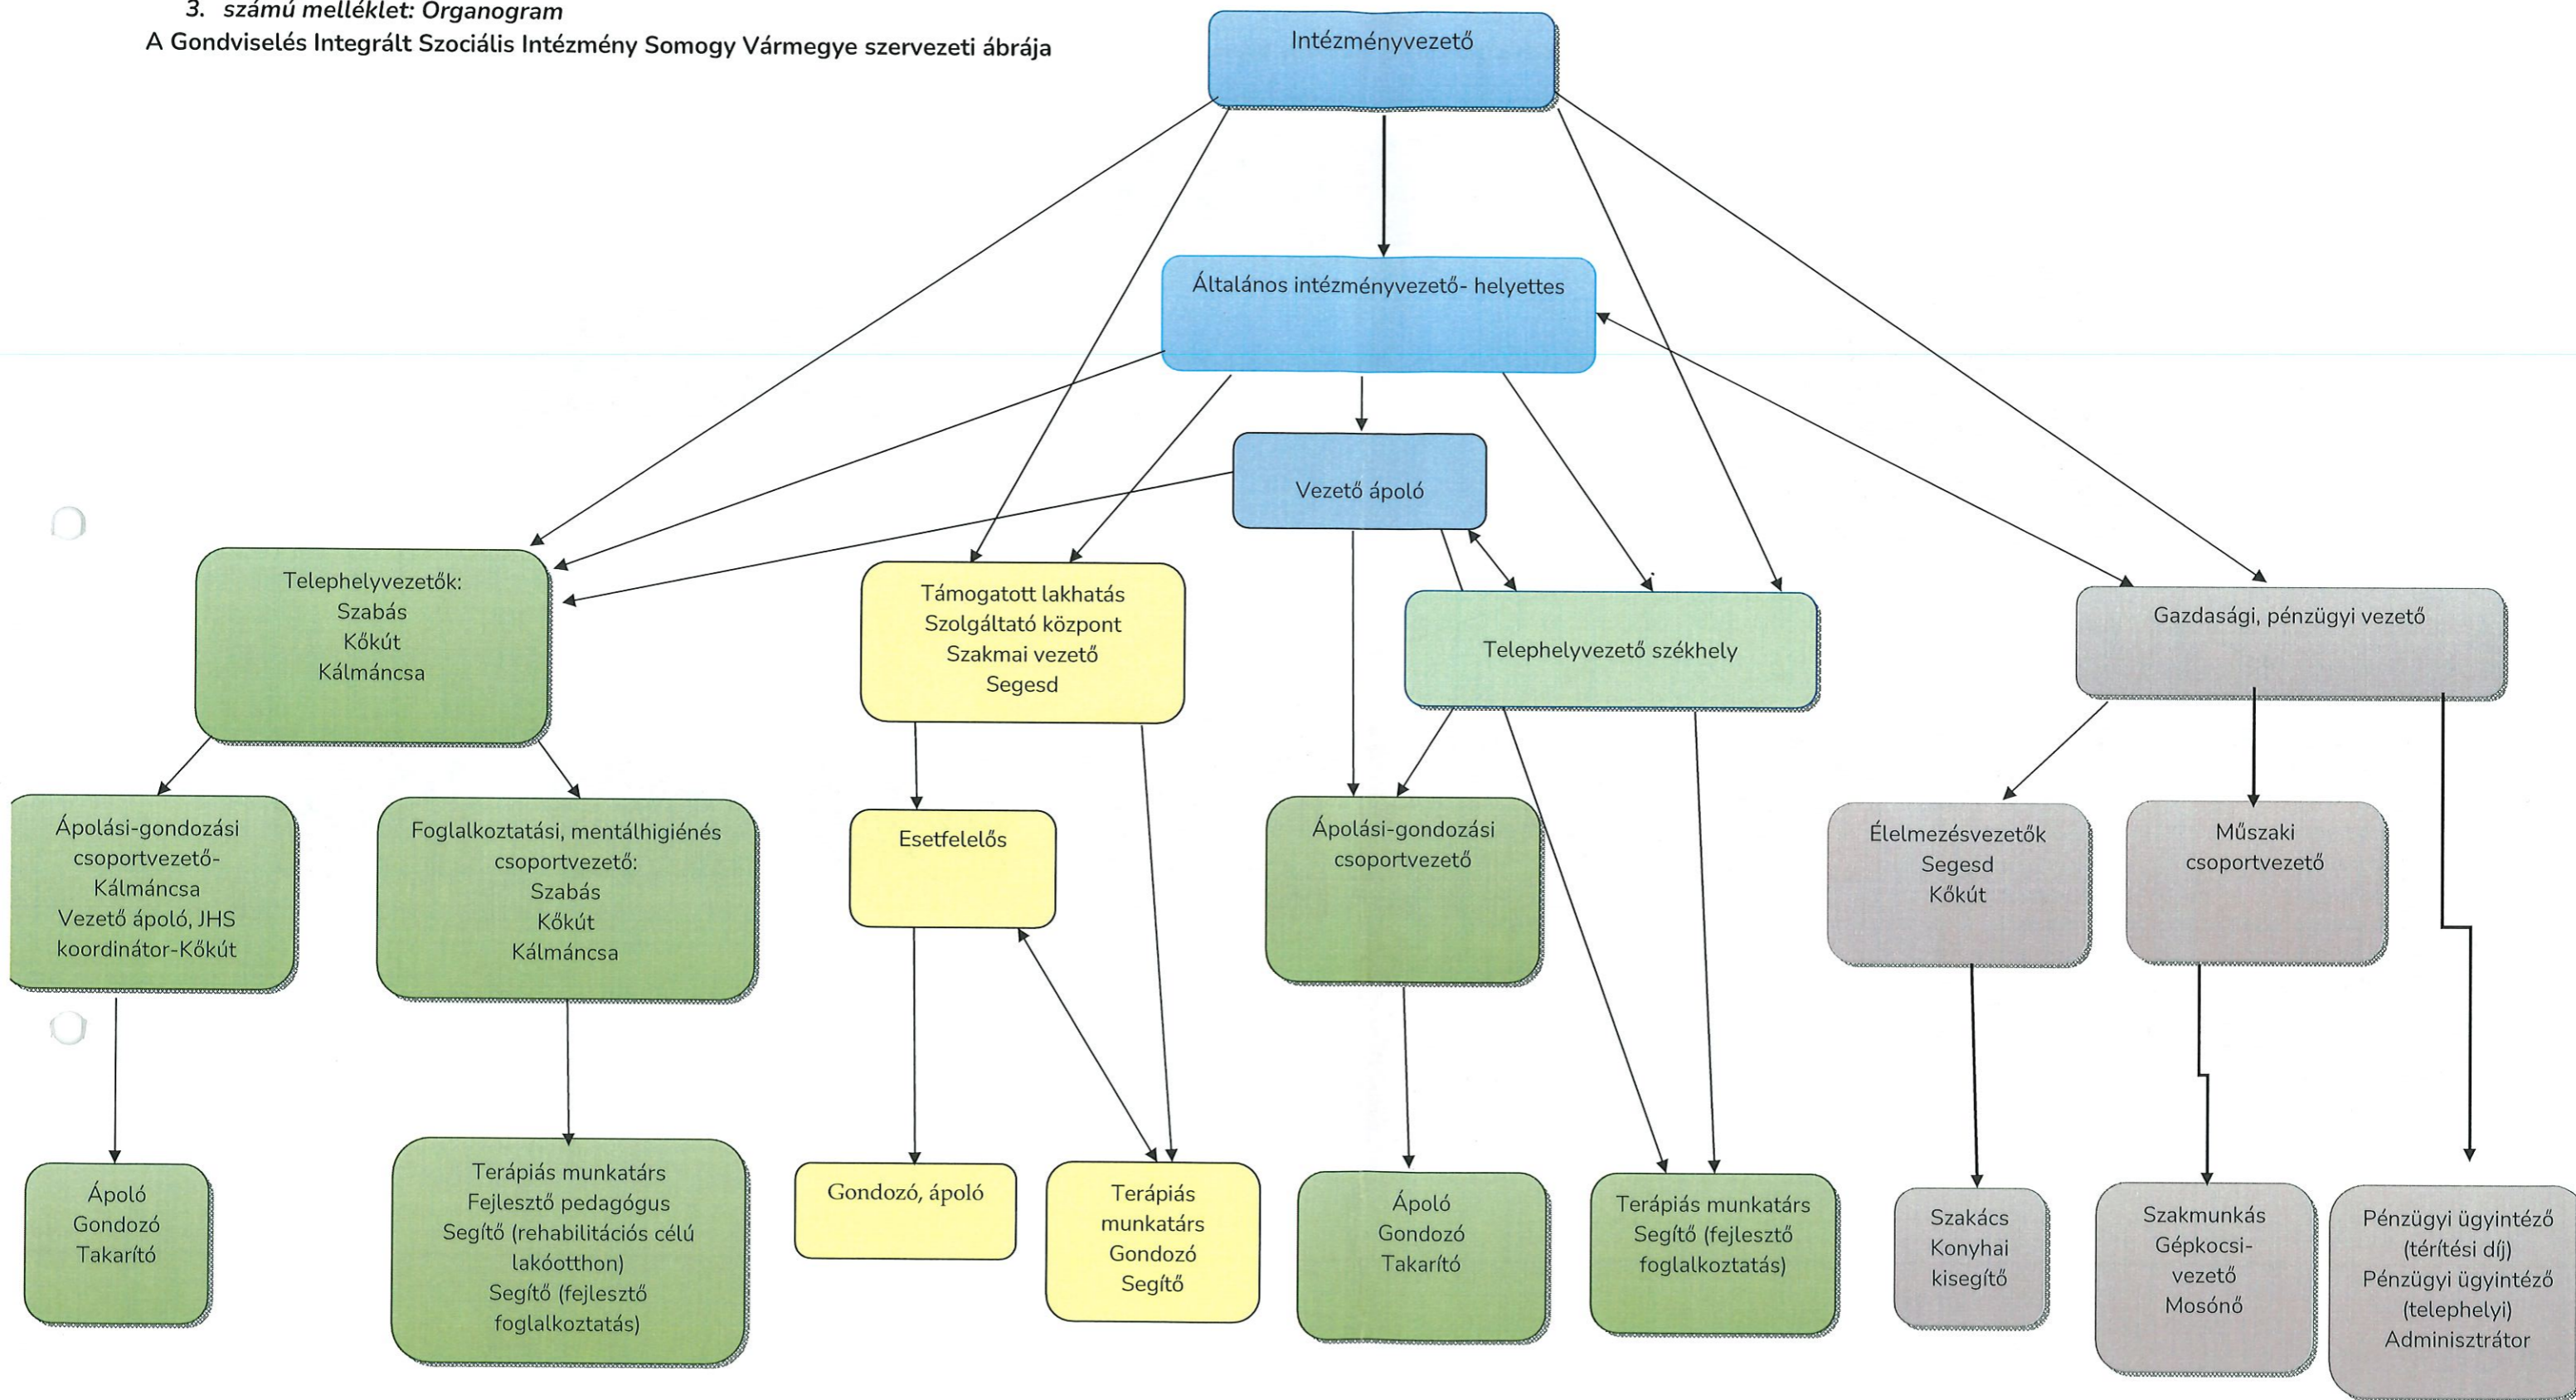 3. számú melléklet: Organogram
A Gondviselés Integrált Szociális Intézmény Somogy Vármegye szervezeti ábrája
Intézményvezető
Általános intézményvezető- helyettes
Vezető ápoló
Telephelyvezetők:
Szabás
Kőkút
Kálmáncsa
Támogatott lakhatás
Szolgáltató központ
Szakmai vezető
Segesd
Telephelyvezető székhely
Gazdasági, pénzügyi vezető
Ápolási-gondozási
csoportvezető-
Kálmáncsa
Vezető ápoló, JHS
koordinátor-Kőkút
Foglalkoztatási, mentálhigiénés
csoportvezető:
Szabás
Kőkút
Kálmáncsa
Esetfelelős
Ápolási-gondozási
csoportvezető
Élelmezésvezetők
Segesd
Kőkút
Műszaki
csoportvezető
Ápoló
Gondozó
Takarító
Terápiás munkatárs
Fejlesztő pedagógus
Segítő (rehabilitációs célú
lakóotthon)
Segítő (fejlesztő
foglalkoztatás)
Gondozó, ápoló
Terápiás
munkatárs
Gondozó
Segítő
Ápoló
Gondozó
Takarító
Terápiás munkatárs
Segítő (fejlesztő
foglalkoztatás)
Szakács
Konyhai
kisegítő
Szakmunkás
Gépkocsi-
vezető
Mosónő
Pénzügyi ügyintéző
(térítési díj)
Pénzügyi ügyintéző
(telephelyi)
Adminisztrátor